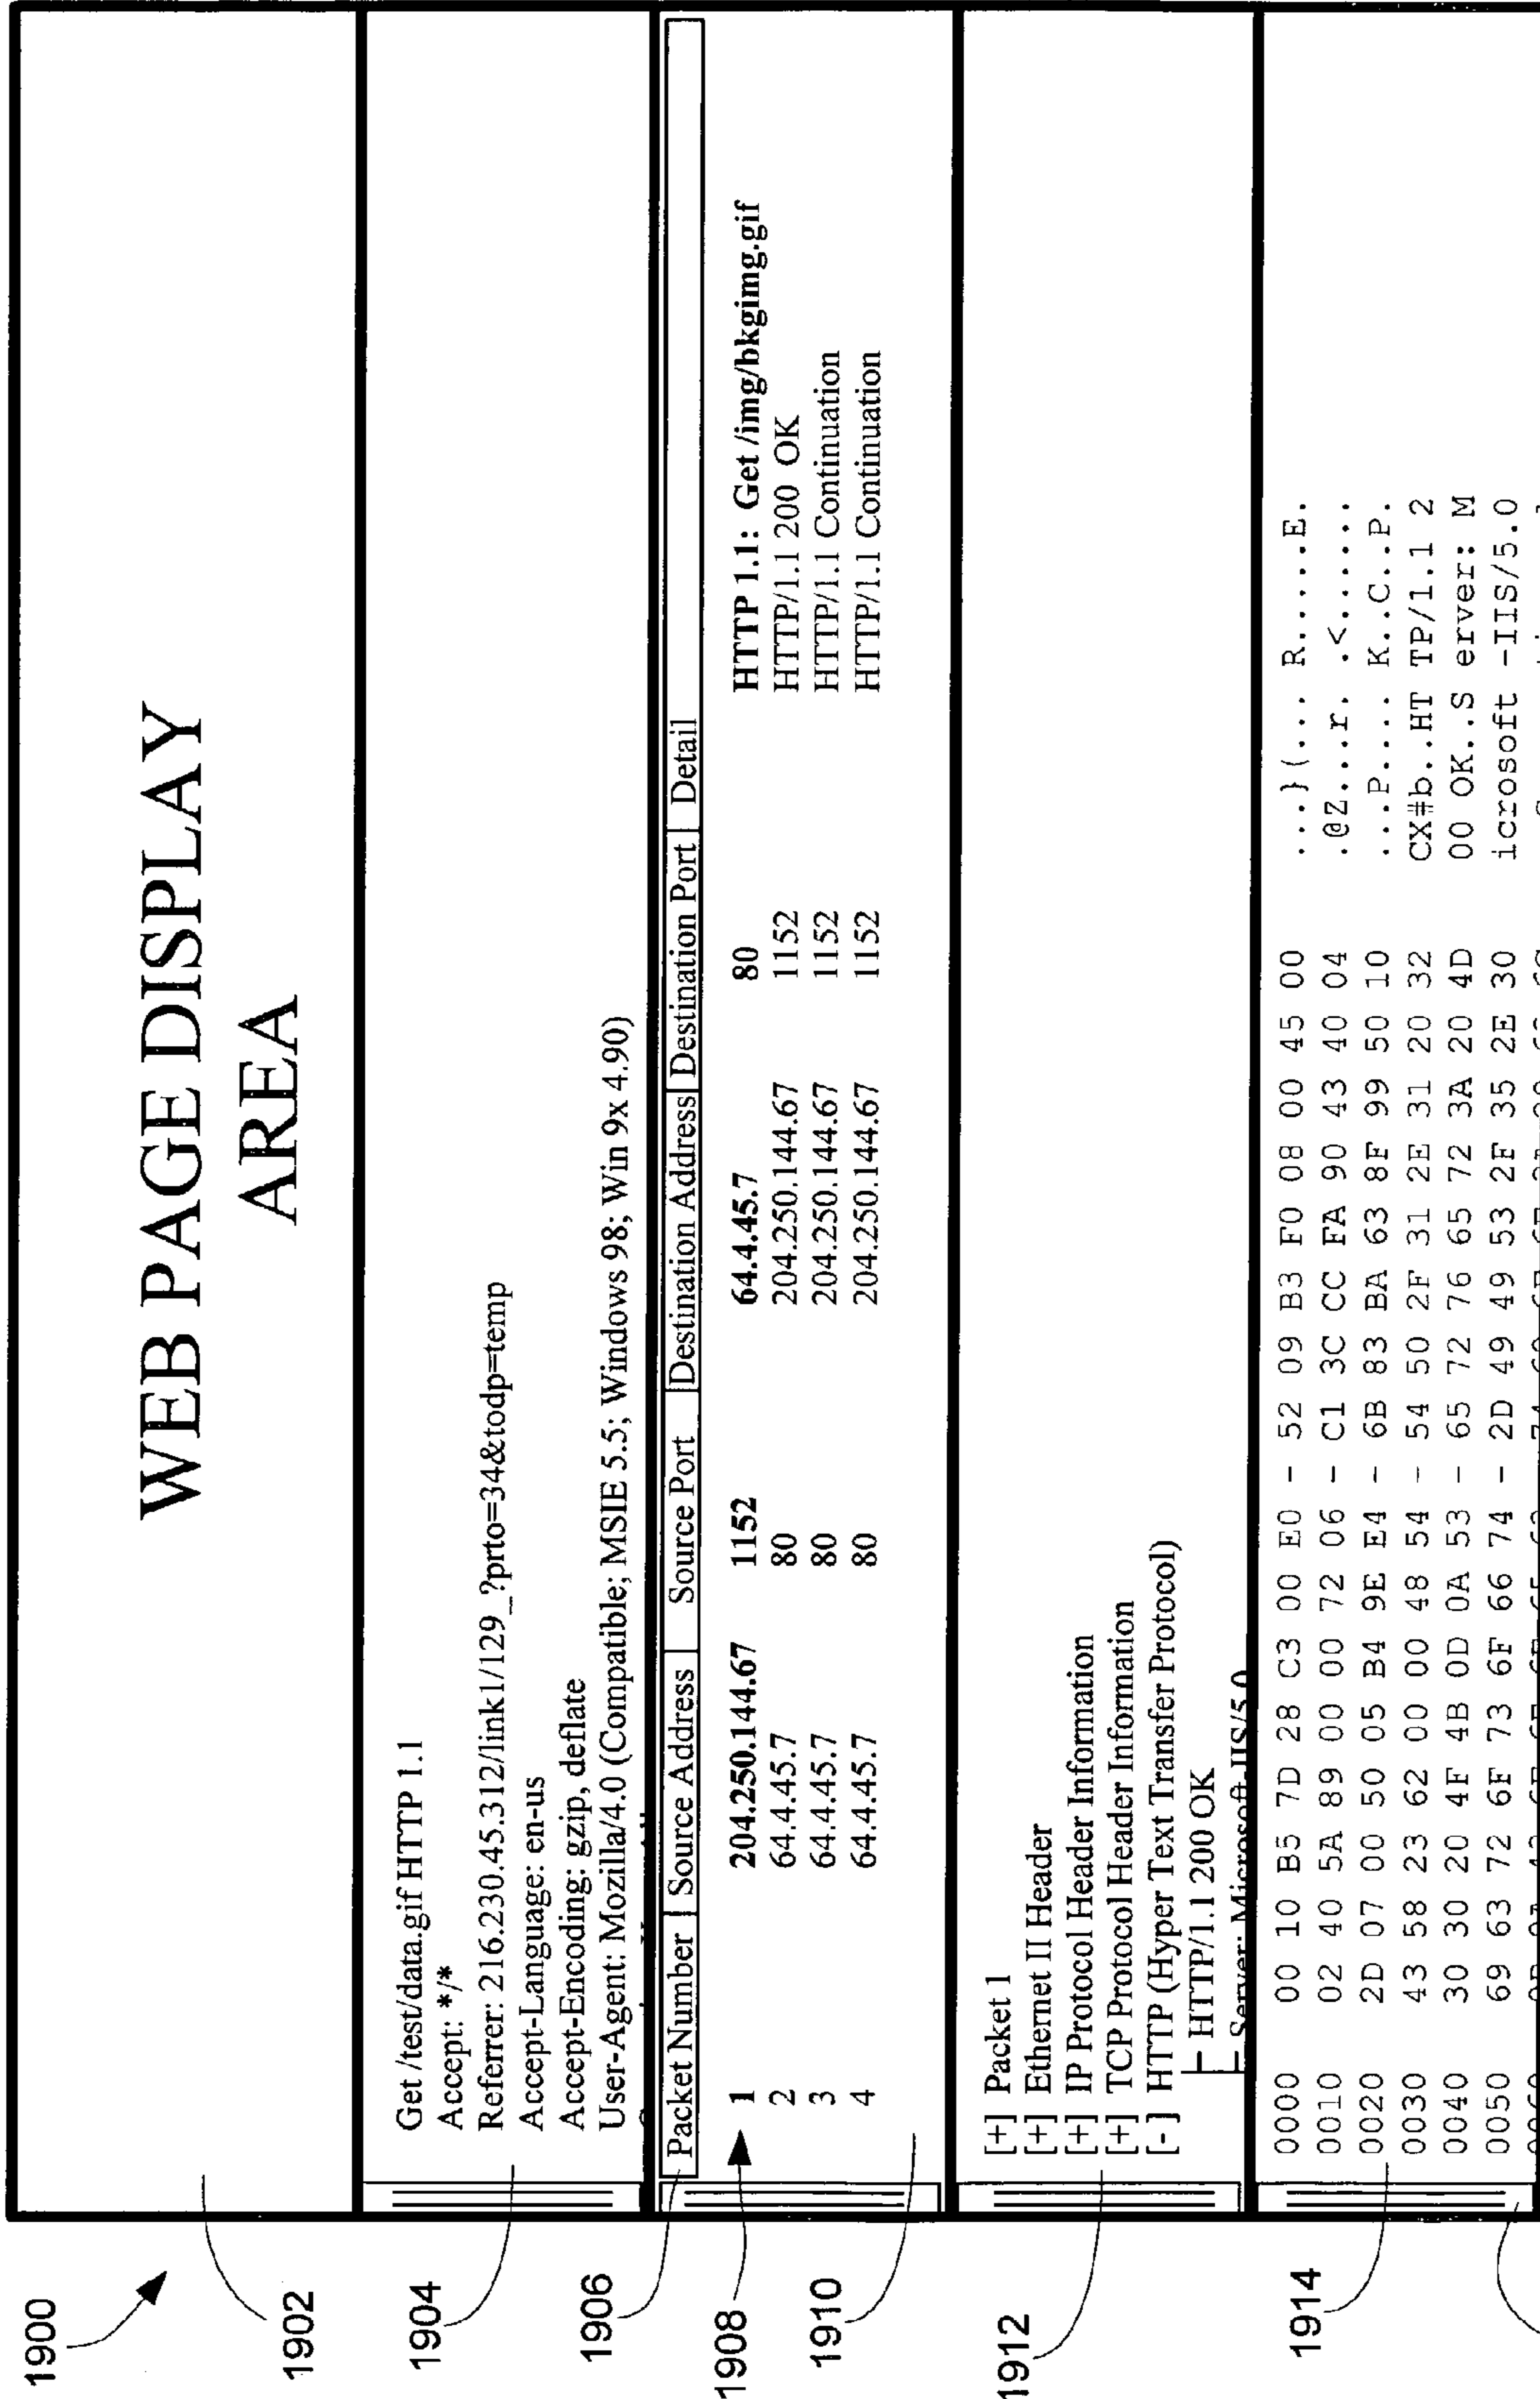 1900
WEB PAGE DISPLAY
AREA
1902
Get /test/data.gif HTTP 1.1
Accept: */*
Referrer: 216.230.45.312/link1/129_?prto=34&todp=temp
Accept-Language: en-us
Accept-Encoding: gzip, deflate
User-Agent: Mozilla/4.0 (Compatible; MSIE 5.5; Windows 98; Win 9x 4.90)
1904
1906
Packet Number Source Address Source Port Destination Address Destination Port Detail
1908
1 204.250.144.67 1152 64.4.45.7 80 HTTP 1.1: Get /img/bkgimg.gif
2 64.4.45.7 80 204.250.144.67 1152 HTTP/1.1 200 OK
3 64.4.45.7 80 204.250.144.67 1152 HTTP/1.1 Continuation
4 64.4.45.7 80 204.250.144.67 1152 HTTP/1.1 Continuation
1910
[+] Packet 1
[+] Ethernet II Header
[+] IP Protocol Header Information
[+] TCP Protocol Header Information
[-] HTTP (Hyper Text Transfer Protocol)
HTTP/1.1 200 OK
Server: Microsoft-IIS/5.0
1912
0000 00 10 B5 7D 28 C3 00 E0 - 52 09 B3 F0 08 00 45 00 ...}(... R.....E.
0010 02 40 5A 89 00 00 72 06 - C1 3C CC FA 90 43 40 04 .@Z...r. .<......
0020 2D 07 00 50 05 B4 9E E4 - 6B 83 BA 63 8F 99 50 10 ...P.... K..C..P.
0030 43 58 23 62 00 00 48 54 - 54 50 2F 31 2E 31 20 32 CX#b..HT TP/1.1 2
0040 30 30 20 4F 4B 0D 0A 53 - 65 72 76 65 72 3A 20 4D 00 OK..S erver: M
0050 69 63 72 6F 73 6F 66 74 - 2D 49 49 53 2F 35 2E 30 icrosoft -IIS/5.0
1914